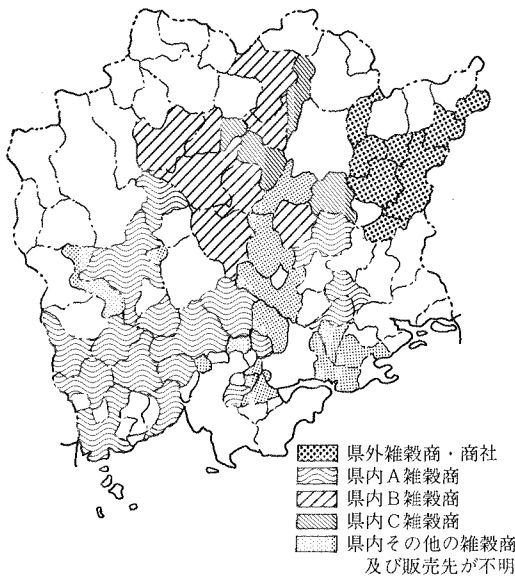 県外雑穀商・商社
県内A雑穀商
県内B雑穀商
県内C雑穀商
県内その他の雑穀商
及び販売先が不明